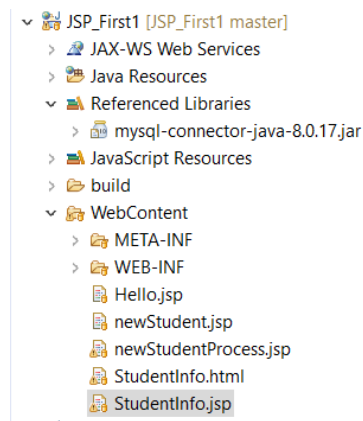 JSP_First1 [JSP_First1 master]
JAX-WS Web Services
Java Resources
Referenced Libraries
mysql-connector-java-8.0.17.jar
JavaScript Resources
build
WebContent
META-INF
WEB-INF
Hello.jsp
newStudent.jsp
newStudentProcess.jsp
StudentInfo.html
StudentInfo.jsp